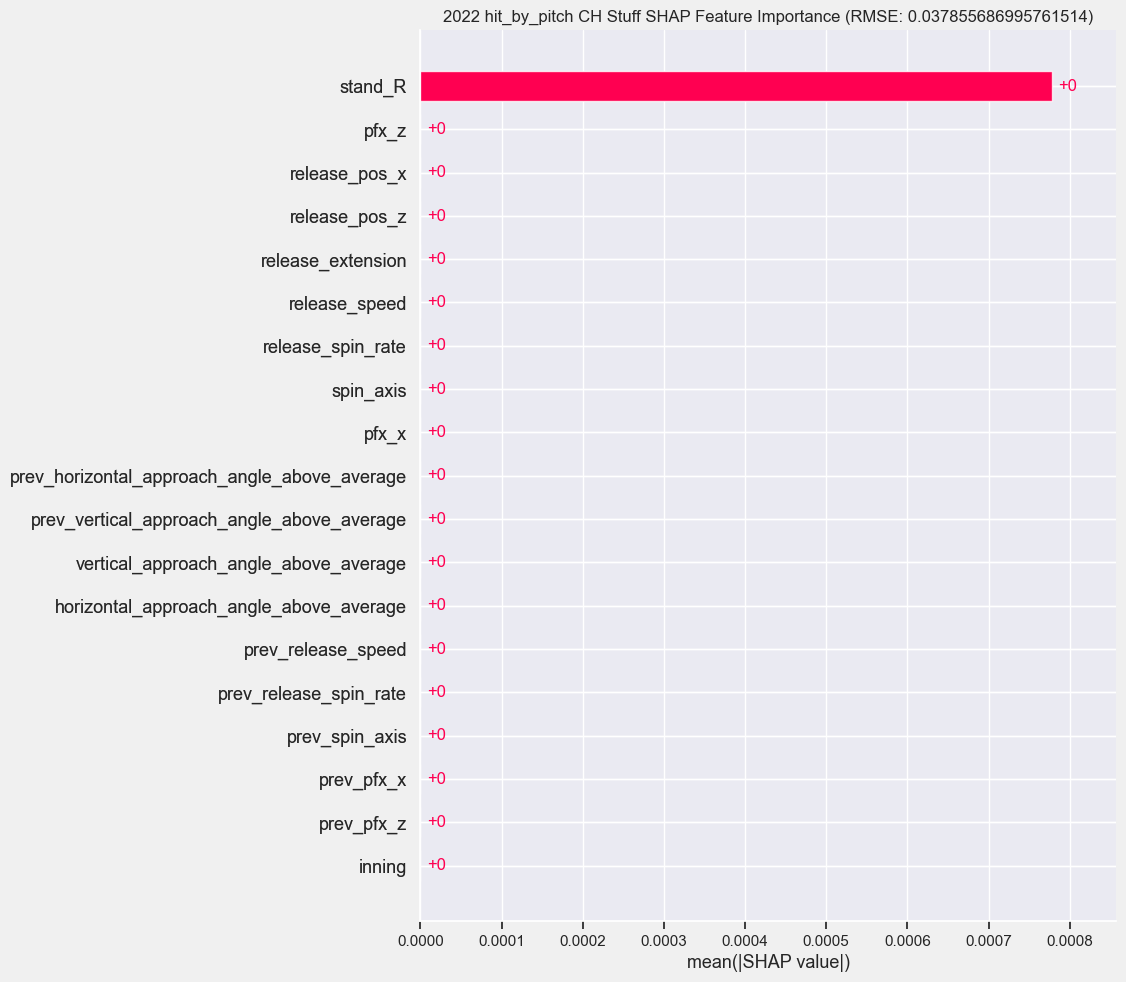 2022 hit_by_pitch CH Stuff SHAP Feature Importance (RMSE: 0.037855686995761514)
stand_R +0
pfx_z +0
release_pos_x +0
release_pos_z +0
release_extension +0
release_speed +0
release_spin_rate +0
spin_axis +0
pfx_x +0
prev_horizontal_approach_angle_above_average +0
prev_vertical_approach_angle_above_average +0
vertical_approach_angle_above_average +0
horizontal_approach_angle_above_average +0
prev_release_speed +0
prev_release_spin_rate +0
prev_spin_axis +0
prev_pfx_x +0
prev_pfx_z +0
inning +0
0.0000 0.0001 0.0002 0.0003 0.0004 0.0005 0.0006 0.0007 0.0008
mean(|SHAP value|)